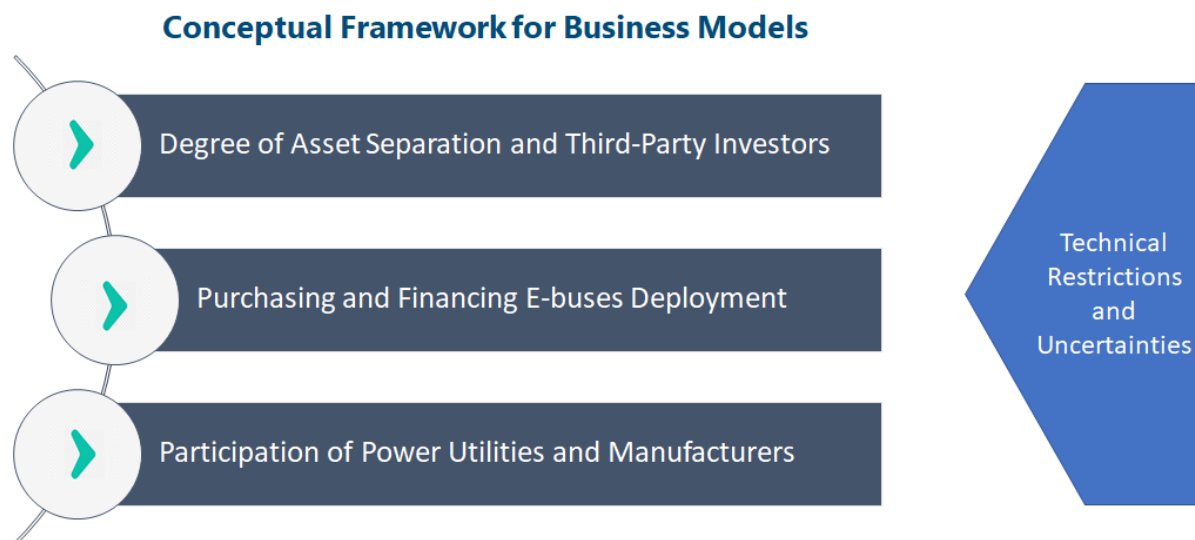 Conceptual Framework for Business Models
Degree of Asset Separation and Third-Party Investors
Purchasing and Financing E-buses Deployment
Participation of Power Utilities and Manufacturers
Technical
Restrictions
and
Uncertainties